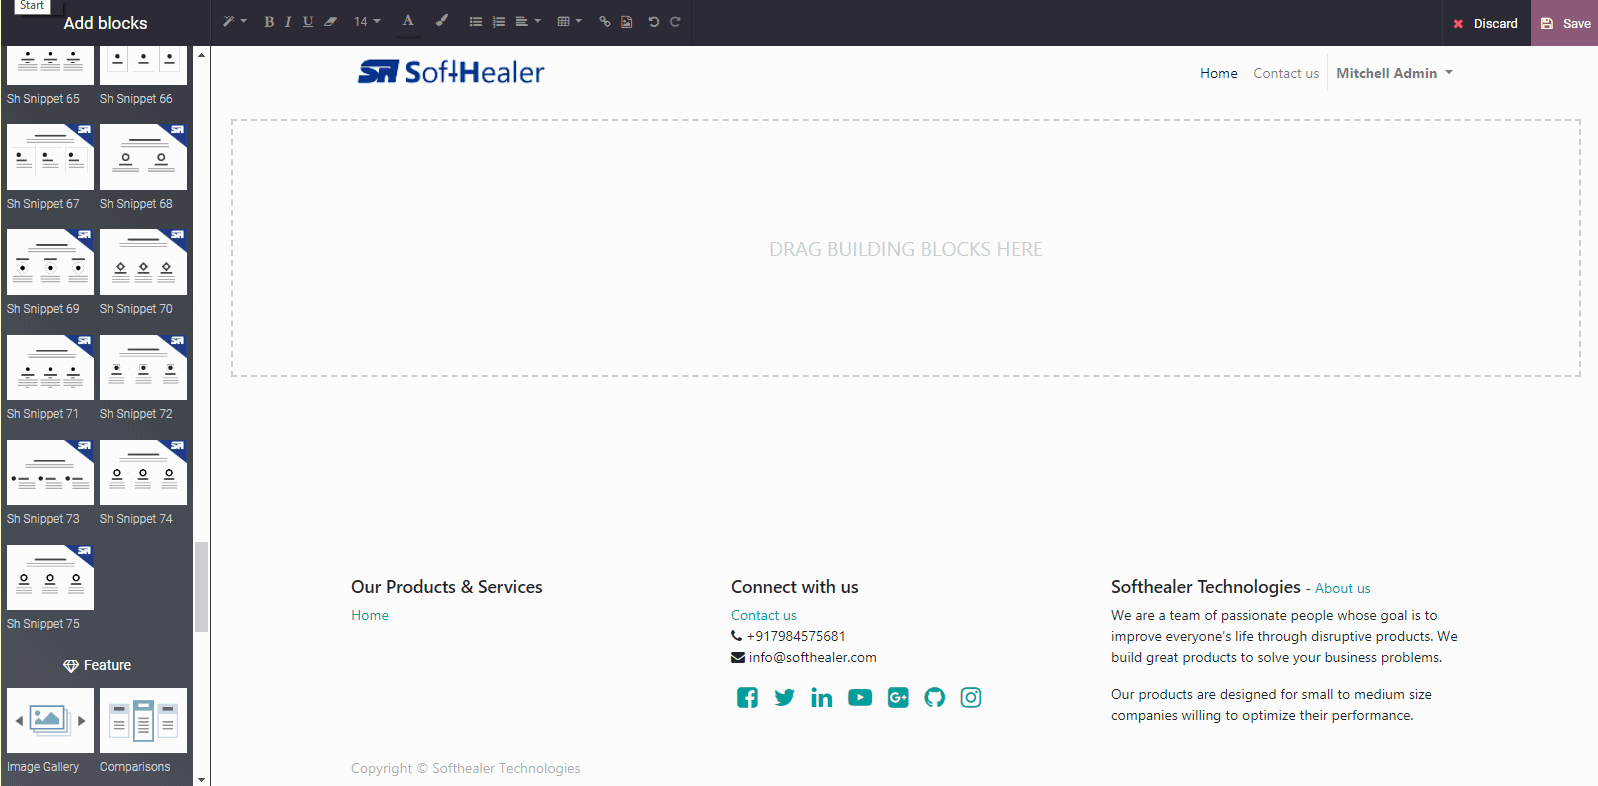 Start
Add blocks
B I U 14 A
Discard
Save
Sh Snippet 65
Sh Snippet 66
Sh Snippet 67
Sh Snippet 68
Sh Snippet 69
Sh Snippet 70
Sh Snippet 71
Sh Snippet 72
Sh Snippet 73
Sh Snippet 74
Sh Snippet 75
Feature
Image Gallery
Comparisons
SH SoftHealer
Home
Contact us
Mitchell Admin
DRAG BUILDING BLOCKS HERE
Our Products & Services
Home
Connect with us
Contact us
+917984575681
info@softhealer.com
Softhealer Technologies - About us
We are a team of passionate people whose goal is to
improve everyone's life through disruptive products. We
build great products to solve your business problems.
Our products are designed for small to medium size
companies willing to optimize their performance.
Copyright © Softhealer Technologies